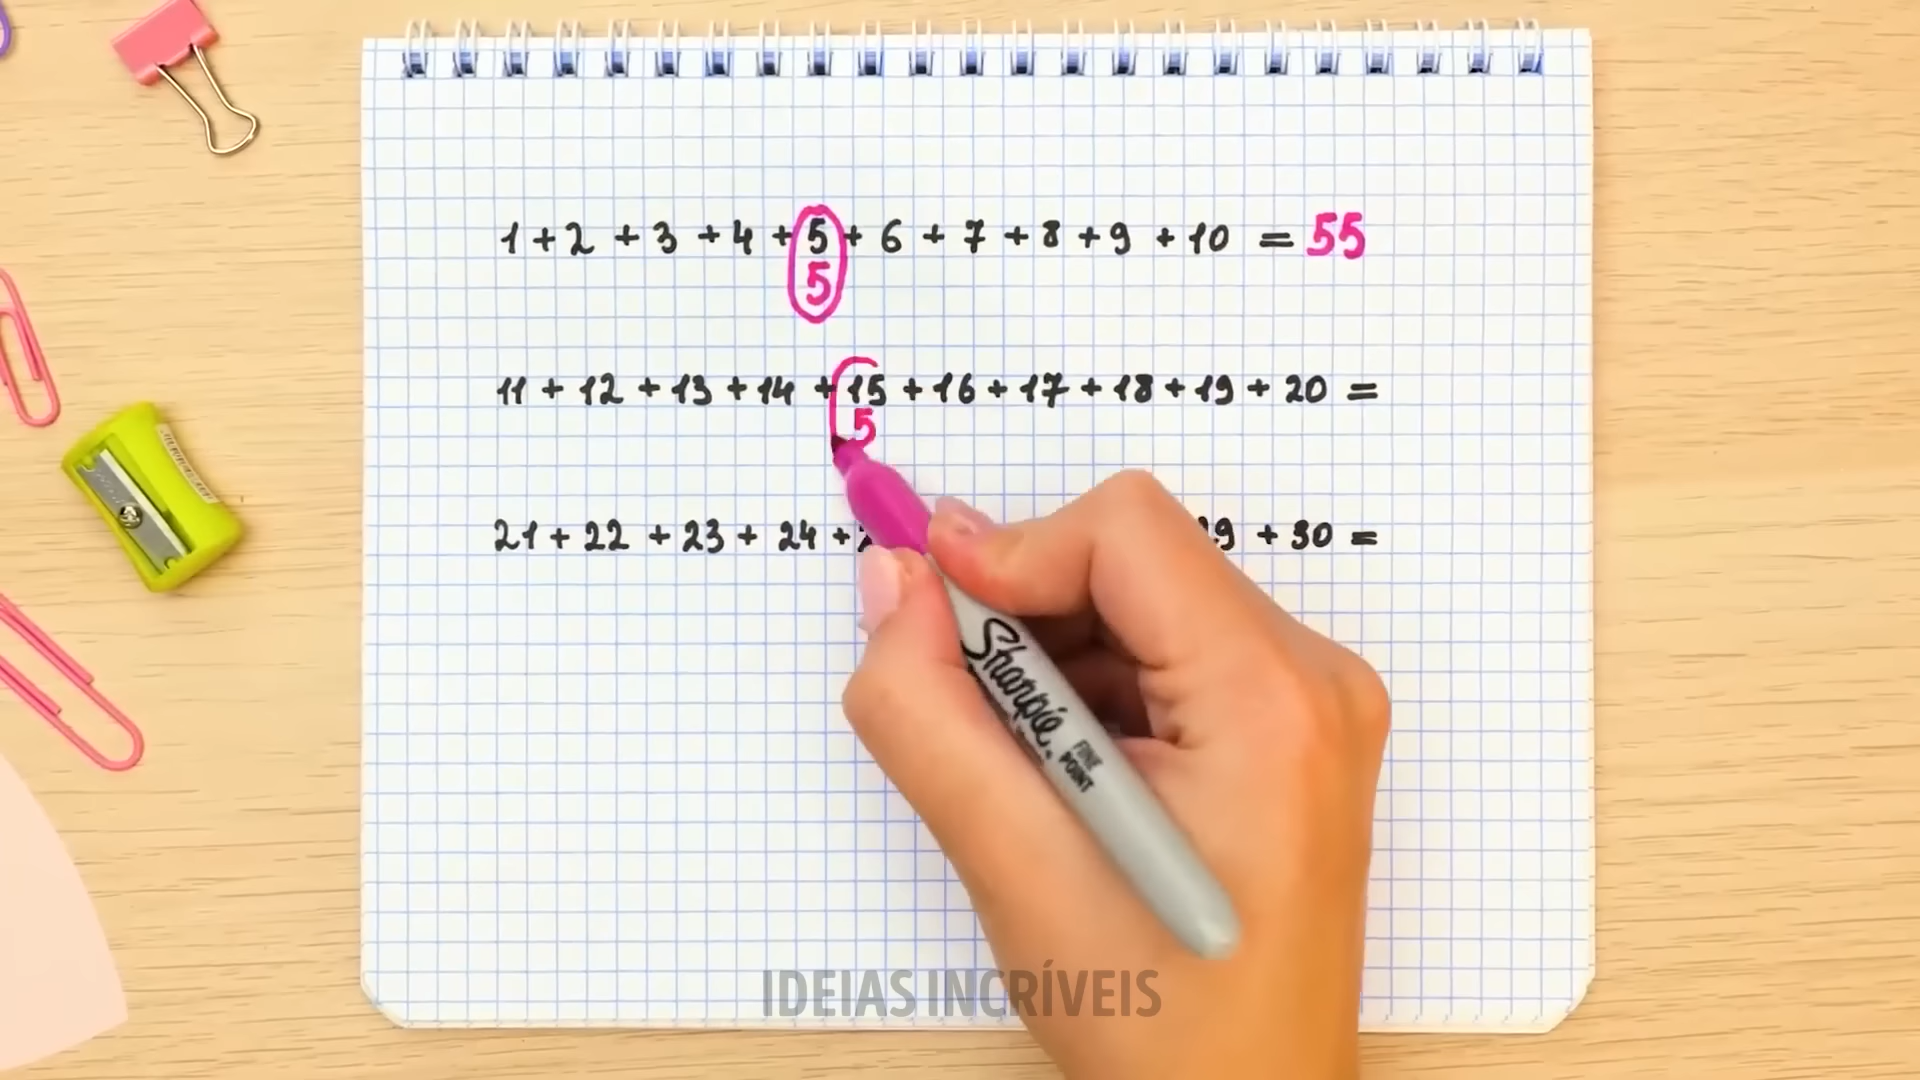 1 + 2 + 3 + 4 + 5 + 6 + 7 + 8 + 9 + 10 = 55
5
11 + 12 + 13 + 14 + 15 + 16 + 17 + 18 + 19 + 20 =
5
21 + 22 + 23 + 24 + 9 + 30 =
Sharpie.
FINE
POINT
IDEIAS INCRÍVEIS